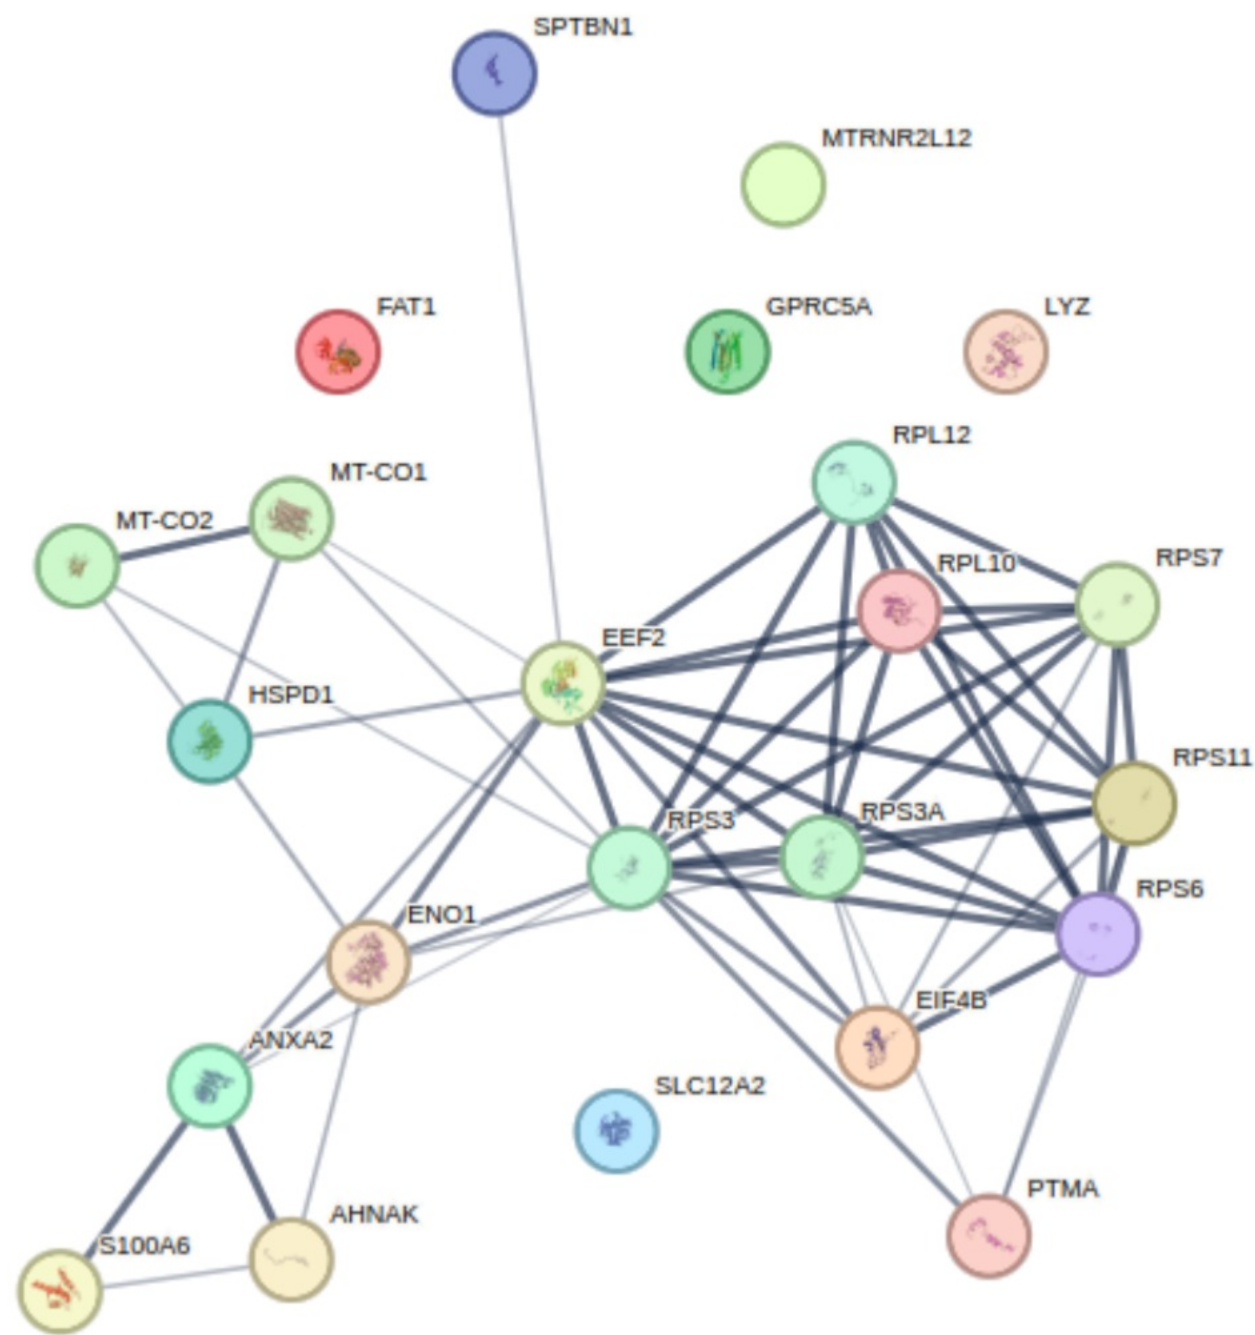 SPTBN1
MTRNR2L12
FAT1
GPRC5A
LYZ
RPL12
MT-CO1
MT-CO2
RPL10
RPS7
EEF2
HSPD1
RPS11
RPS3
RPS3A
RPS6
ENO1
EIF4B
ANXA2
SLC12A2
PTMA
AHNAK
S100A6